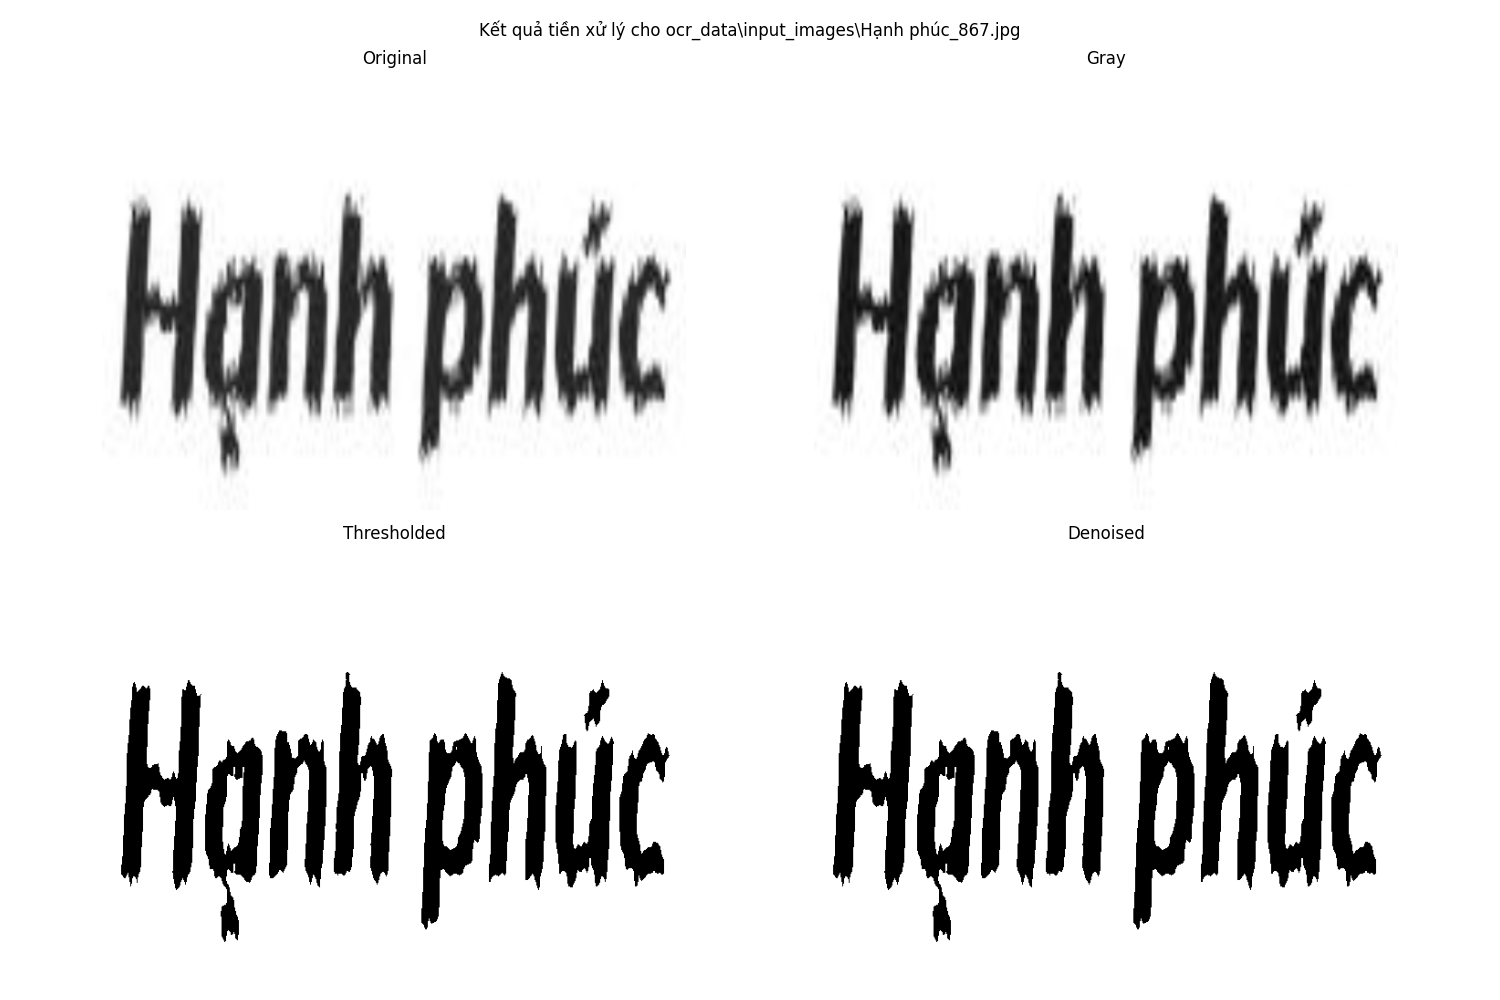 Kết quả tiền xử lý cho ocr_data\input_images\Hạnh phúc_867.jpg
Original
Gray
Hạnh phúc
Hạnh phúc
Thresholded
Denoised
Hạnh phúc
Hạnh phúc